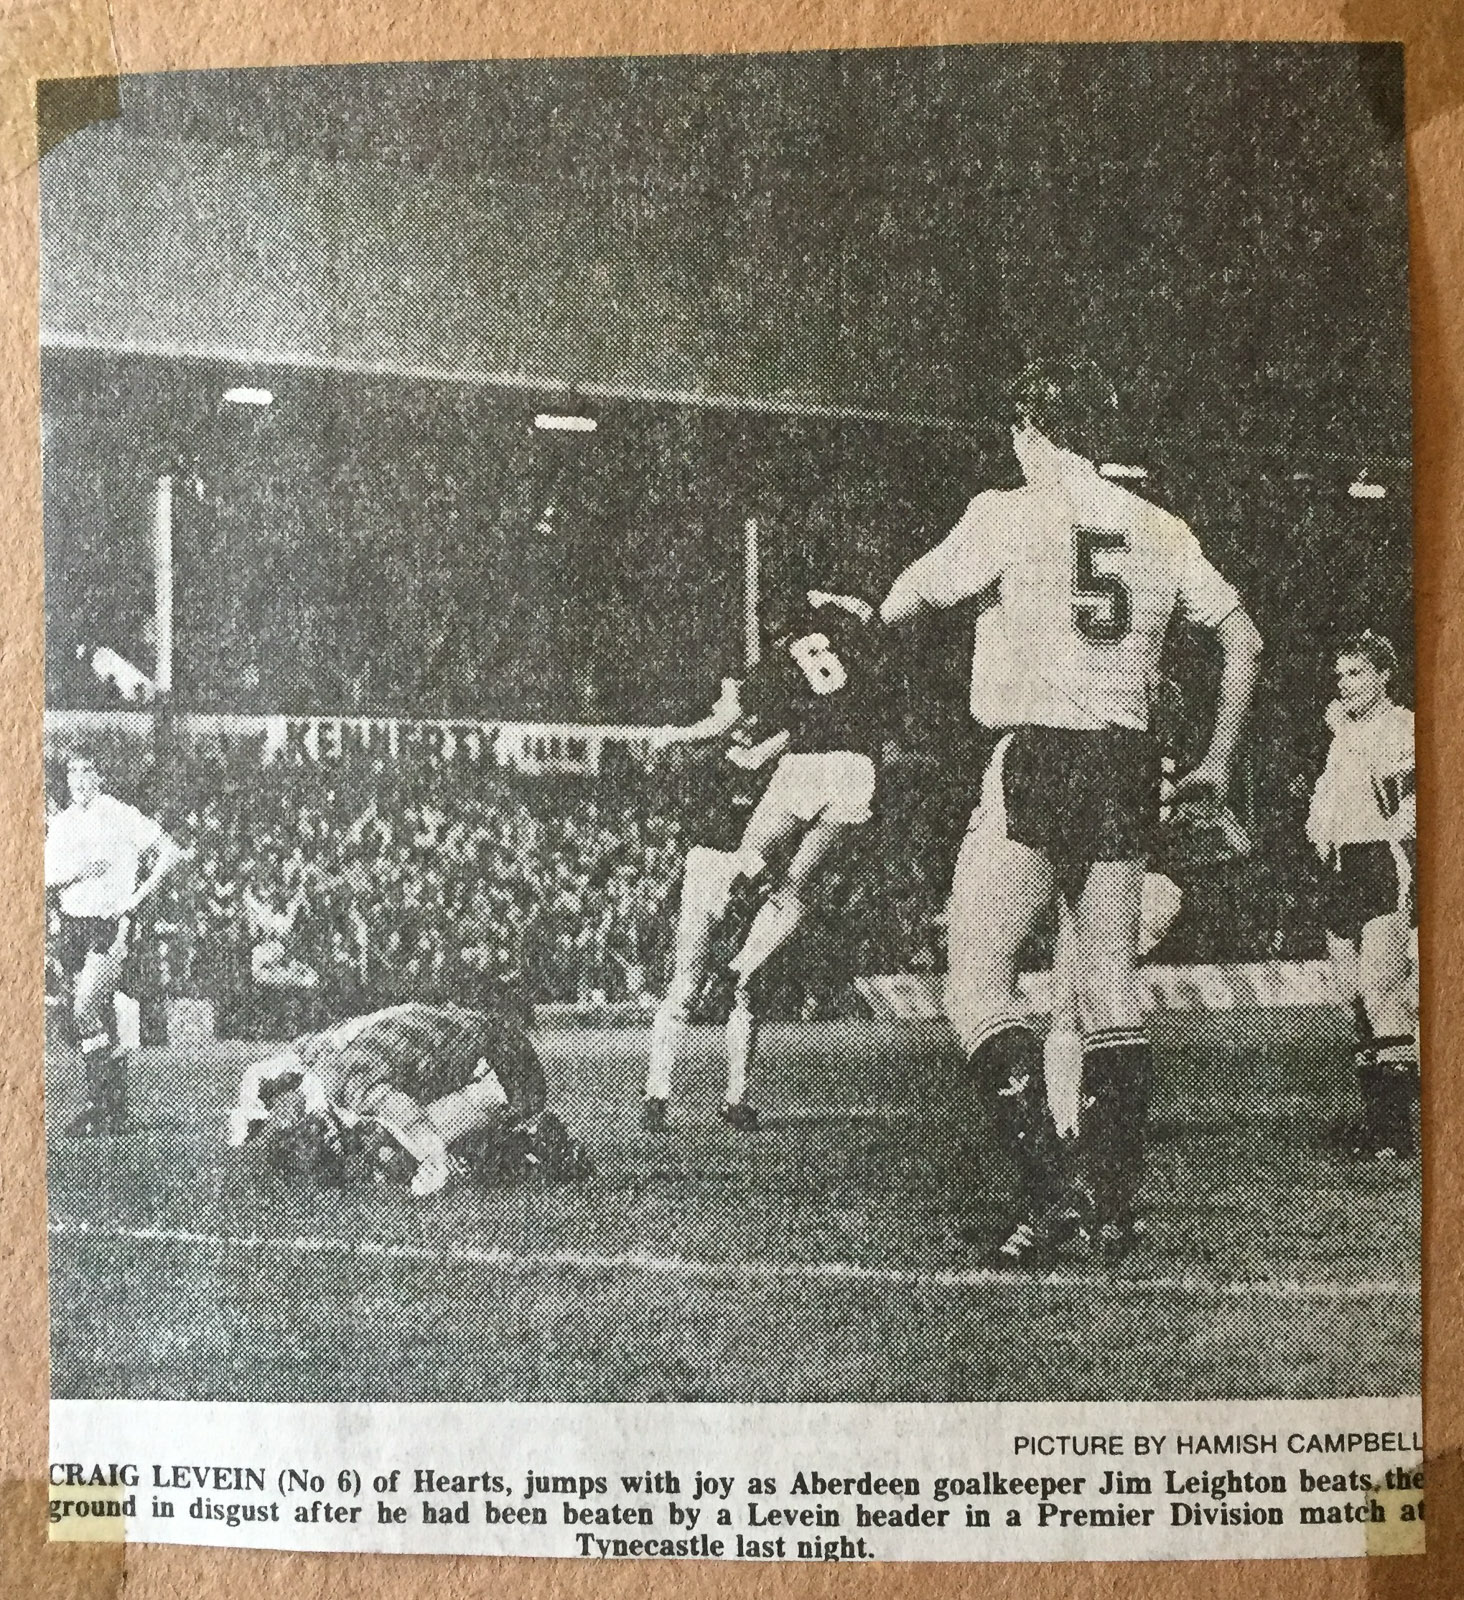 5
6
PICTURE BY HAMISH CAMPBELL
CRAIG LEVEIN (No 6) of Hearts, jumps with joy as Aberdeen goalkeeper Jim Leighton beats the
ground in disgust after he had been beaten by a Levein header in a Premier Division match at
Tynecastle last night.